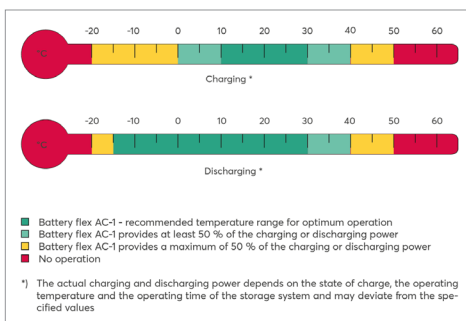 -20 -10 0 10 20 30 40 50 60
°C
Charging *
-20 -10 0 10 20 30 40 50 60
°C
Discharging *
Battery flex AC-1 - recommended temperature range for optimum operation
Battery flex AC-1 provides at least 50 % of the charging or discharging power
Battery flex AC-1 provides a maximum of 50 % of the charging or discharging power
No operation
*) The actual charging and discharging power depends on the state of charge, the operating
temperature and the operating time of the storage system and may deviate from the spe-
cified values